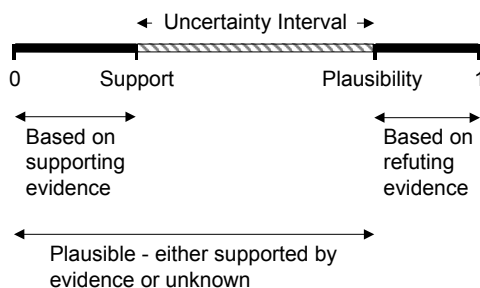 Uncertainty Interval
0 Support Plausibility 1
Based on
supporting
evidence
Based on
refuting
evidence
Plausible - either supported by
evidence or unknown